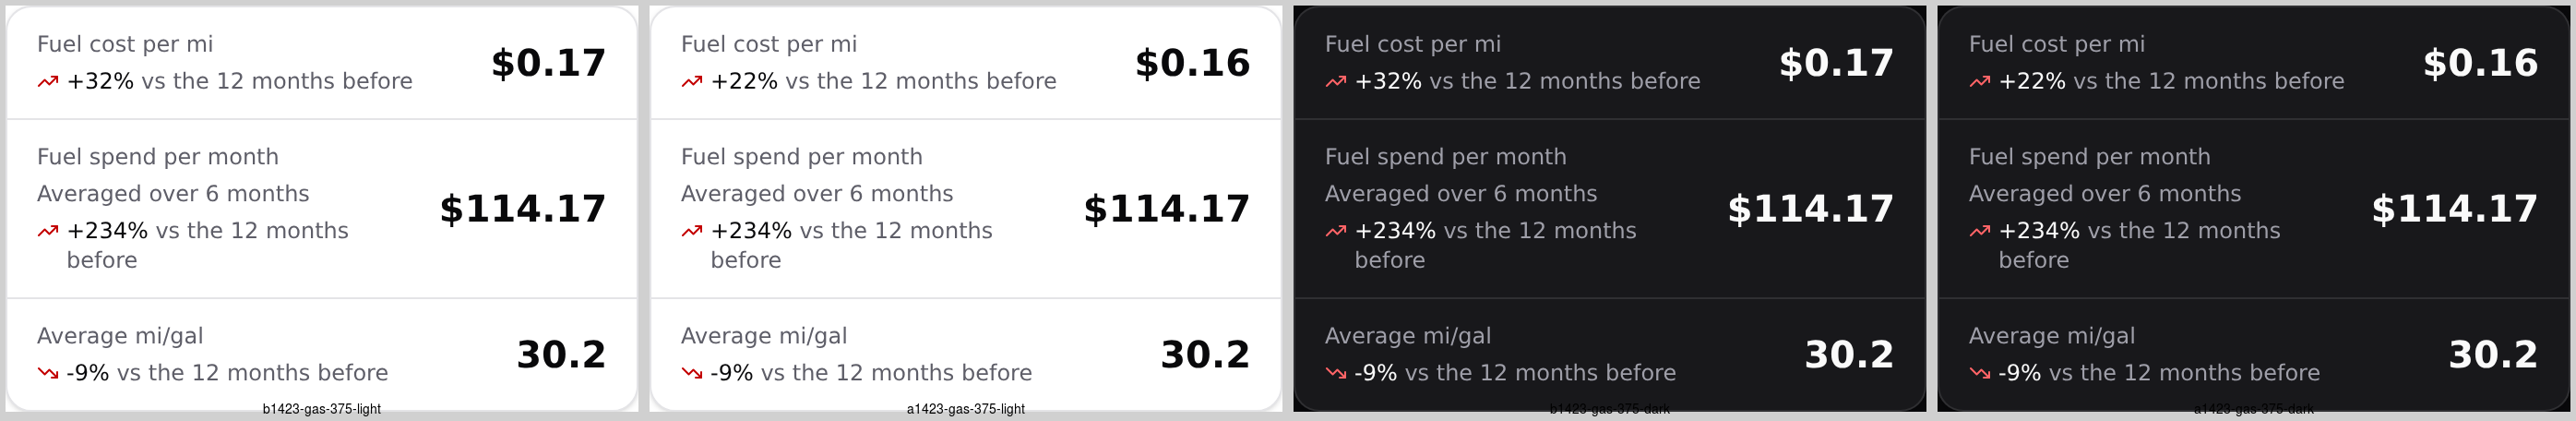 Fuel cost per mi
+32% vs the 12 months before
$0.17
Fuel spend per month
Averaged over 6 months
+234% vs the 12 months
before
$114.17
Average mi/gal
-9% vs the 12 months before
30.2
b1423-gas-375-light
Fuel cost per mi
+22% vs the 12 months before
$0.16
Fuel spend per month
Averaged over 6 months
+234% vs the 12 months
before
$114.17
Average mi/gal
-9% vs the 12 months before
30.2
a1423-gas-375-light
Fuel cost per mi
+32% vs the 12 months before
$0.17
Fuel spend per month
Averaged over 6 months
+234% vs the 12 months
before
$114.17
Average mi/gal
-9% vs the 12 months before
30.2
b1423-gas-375-dark
Fuel cost per mi
+22% vs the 12 months before
$0.16
Fuel spend per month
Averaged over 6 months
+234% vs the 12 months
before
$114.17
Average mi/gal
-9% vs the 12 months before
30.2
a1423-gas-375-dark